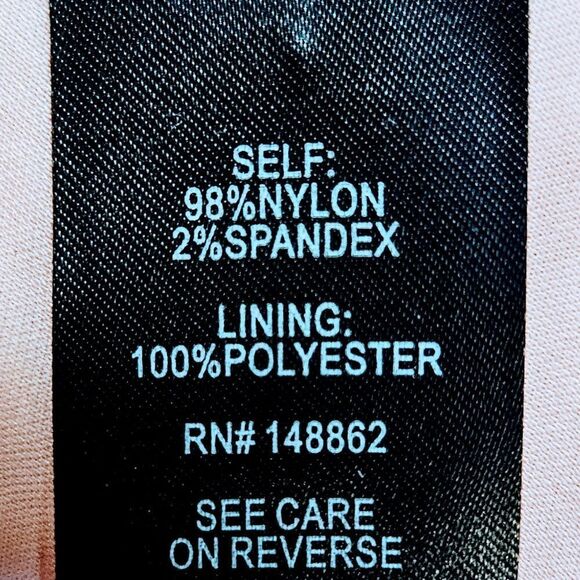 SELF:
98%NYLON
2%SPANDEX
LINING:
100%POLYESTER
RN# 148862
SEE CARE
ON REVERSE